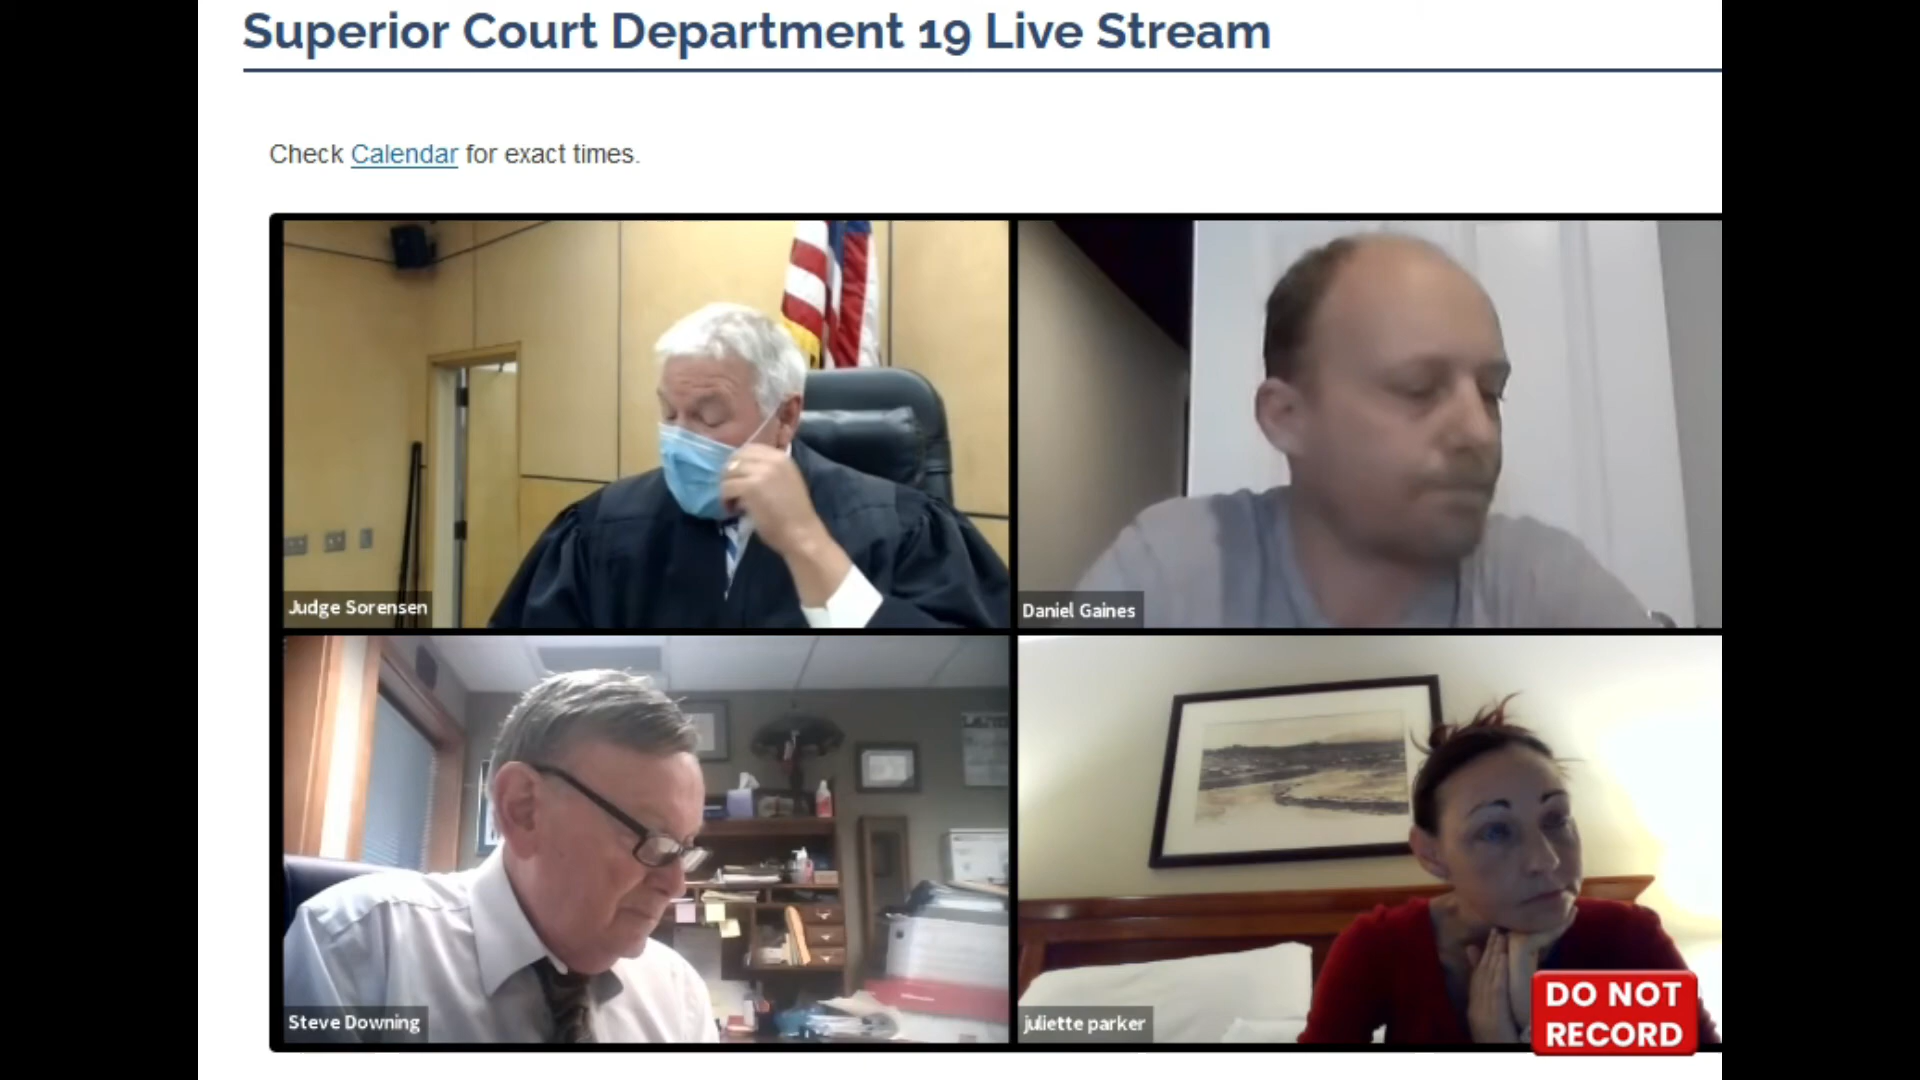 Superior Court Department 19 Live Stream
Check Calendar for exact times.
Judge Sorensen
Daniel Gaines
Steve Downing
juliette parker
DO NOT
RECORD